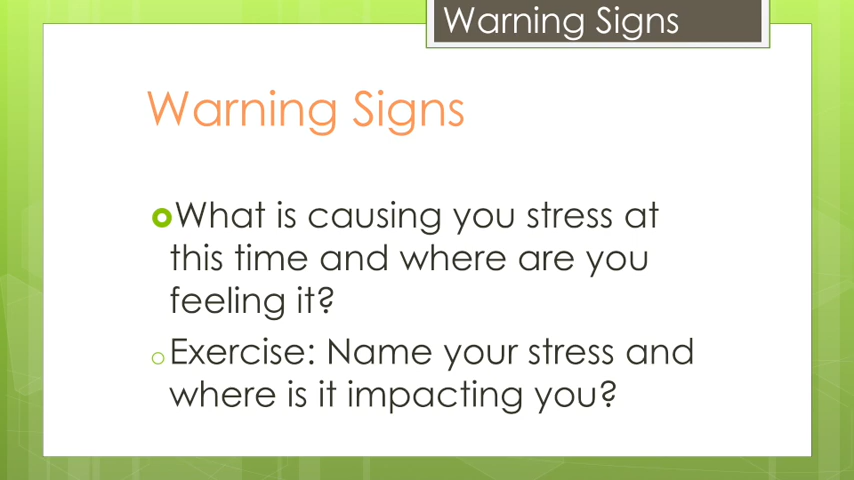 Warning Signs
Warning Signs
What is causing you stress at
this time and where are you
feeling it?
Exercise: Name your stress and
where is it impacting you?